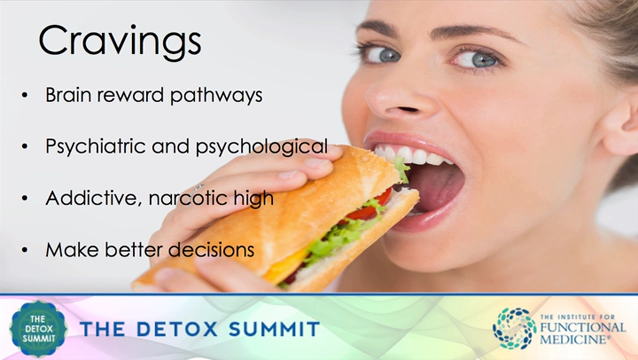 Cravings
• Brain reward pathways
• Psychiatric and psychological
• Addictive, narcotic high
• Make better decisions
THE
DETOX
SUMMIT
THE DETOX SUMMIT
THE INSTITUTE FOR
FUNCTIONAL
MEDICINE®